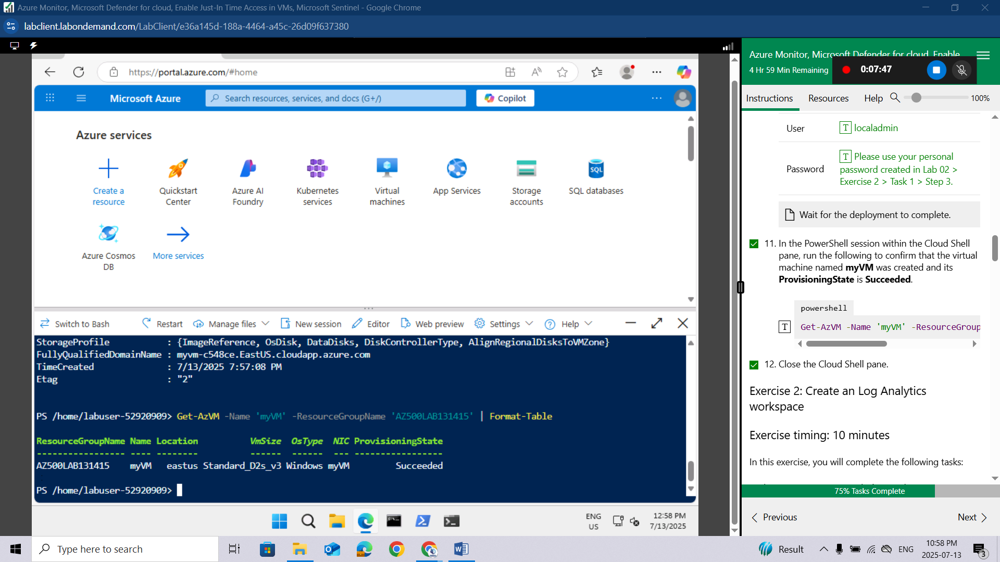 Azure Monitor, Microsoft Defender for cloud, Enable Just-In Time Access in VMs, Microsoft Sentinel - Google Chrome
labclient.labondemand.com/LabClient/e36a145d-188a-4464-a45c-26d09f637380
https://portal.azure.com/#home
Microsoft Azure
Search resources, services, and docs (G+/)
Copilot
Azure services
Create a resource
Quickstart Center
Azure AI Foundry
Kubernetes services
Virtual machines
App Services
Storage accounts
SQL databases
Azure Cosmos DB
More services
Switch to Bash
Restart
Manage files
New session
Editor
Web preview
Settings
Help
StorageProfile : {ImageReference, OsDisk, DataDisks, DiskControllerType, AlignRegionalDisksToVMZone}
FullyQualifiedDomainName : myvm-c548ce.EastUS.cloudapp.azure.com
TimeCreated : 7/13/2025 7:57:08 PM
Etag : "2"
PS /home/labuser-52920909> Get-AzVM -Name 'myVM' -ResourceGroupName 'AZ500LAB131415' | Format-Table
ResourceGroupName Name Location VmSize OsType NIC ProvisioningState
----------------- ---- -------- ------ ------ --- -----------------
AZ500LAB131415 myVM eastus Standard_D2s_v3 Windows myVM Succeeded
PS /home/labuser-52920909>
ENG
US
12:58 PM
7/13/2025
Azure Monitor, Microsoft Defender for cloud, Enable
4 Hr 59 Min Remaining
0:07:47
Instructions
Resources
Help
100%
User
T localadmin
Password
T Please use your personal
password created in Lab 02 >
Exercise 2 > Task 1 > Step 3.
Wait for the deployment to complete.
11. In the PowerShell session within the Cloud Shell
pane, run the following to confirm that the virtual
machine named myVM was created and its
ProvisioningState is Succeeded.
powershell
T
Get-AzVM -Name 'myVM' -ResourceGroup
12. Close the Cloud Shell pane.
Exercise 2: Create an Log Analytics
workspace
Exercise timing: 10 minutes
In this exercise, you will complete the following tasks:
75% Tasks Complete
Previous
Next
Type here to search
Result
ENG
10:58 PM
2025-07-13
3